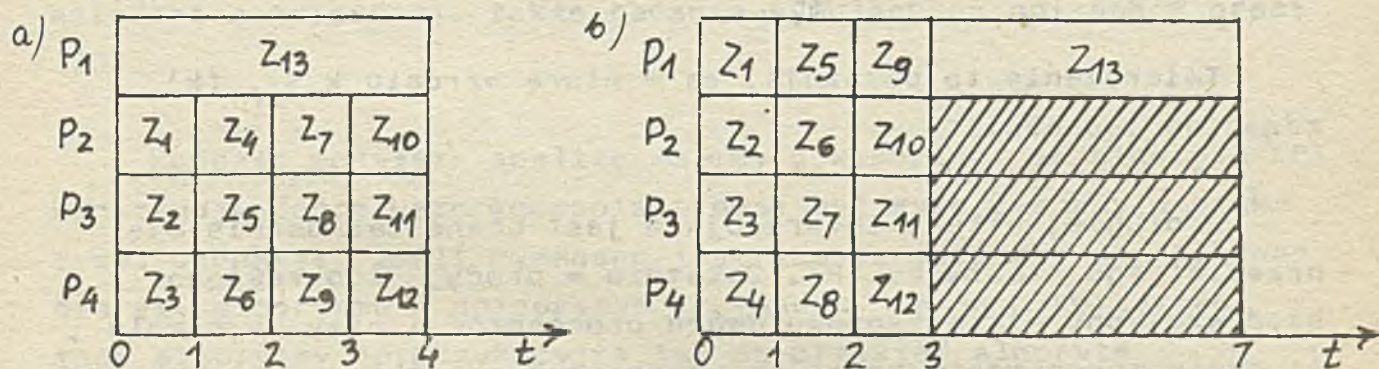 a) P1 Z13
P2 Z1 Z4 Z7 Z10
P3 Z2 Z5 Z8 Z11
P4 Z3 Z6 Z9 Z12
0 1 2 3 4 t
b) P1 Z1 Z5 Z9 Z13
P2 Z2 Z6 Z10
P3 Z3 Z7 Z11
P4 Z4 Z8 Z12
0 1 2 3 7 t